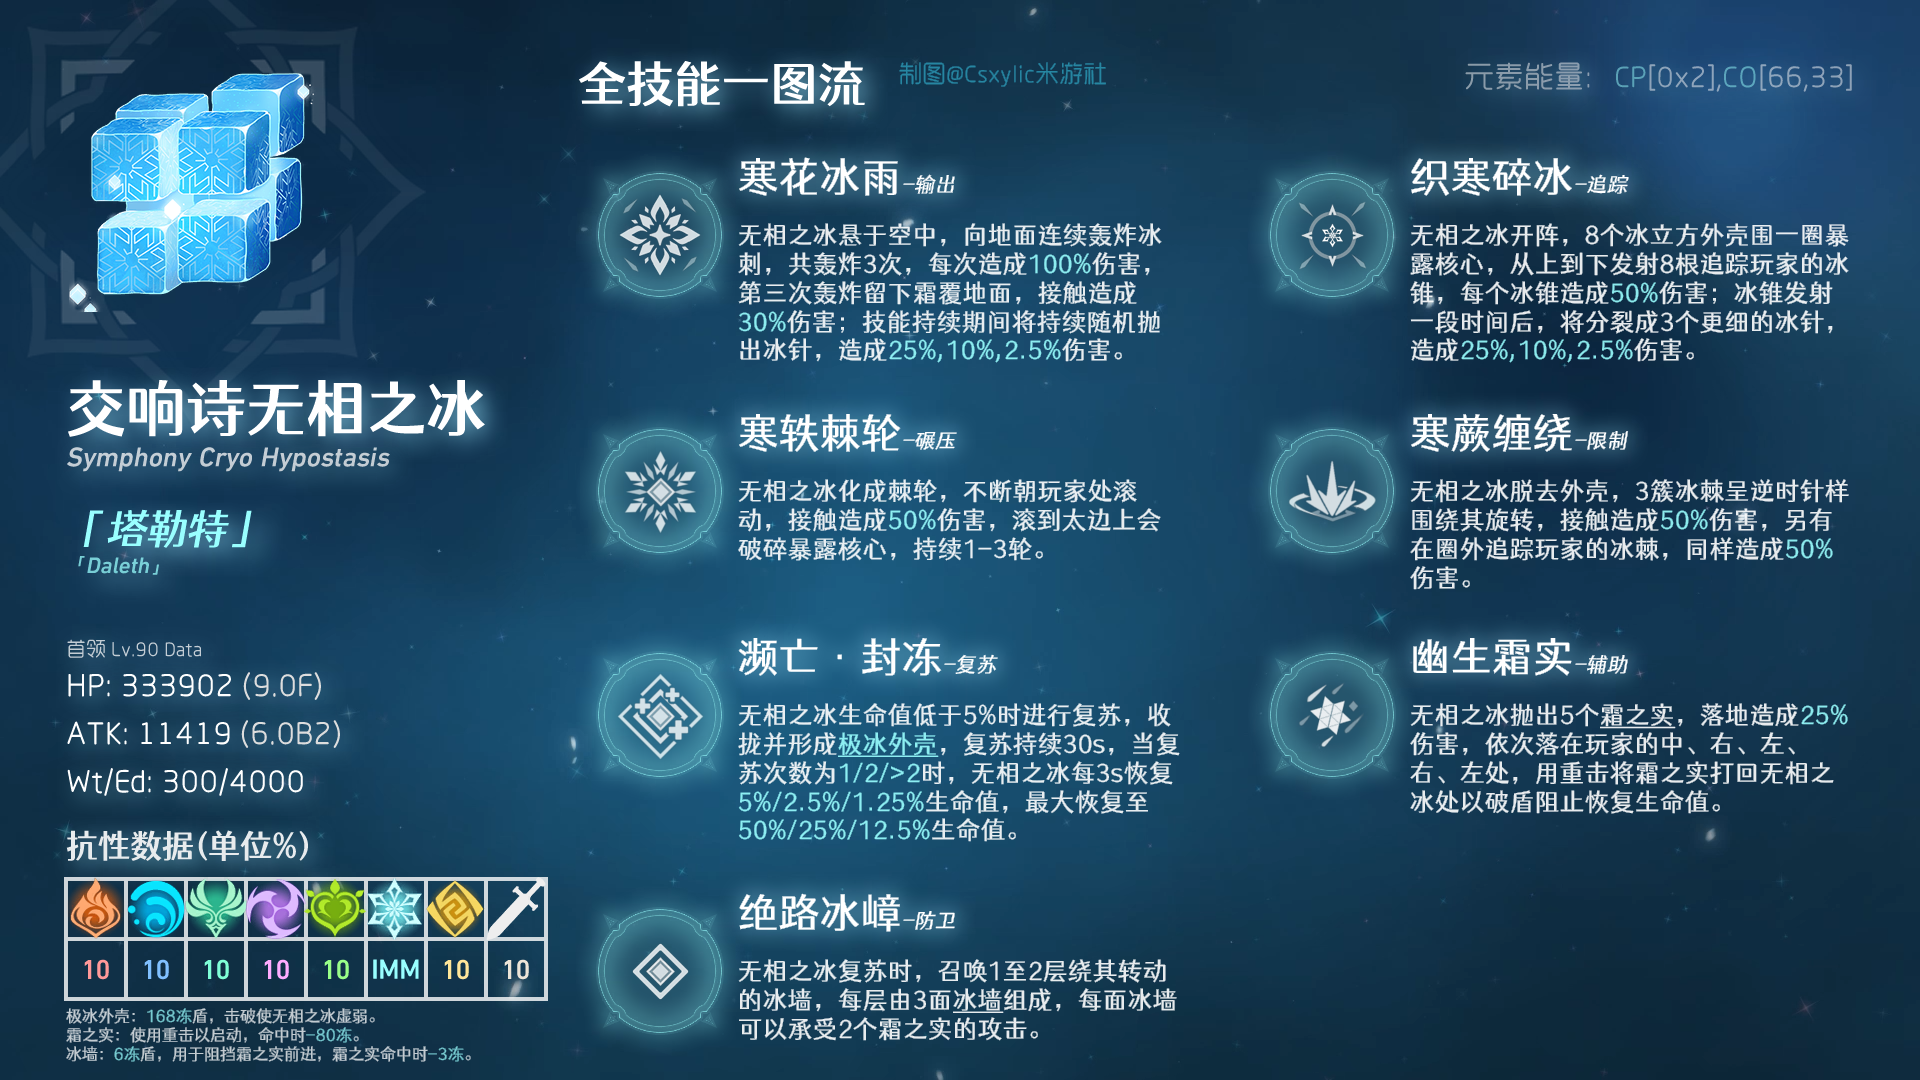 全技能一图流
制图@Csxylic米游社
元素能量: CP[0x2],CO[66,33]
交响诗无相之冰
Symphony Cryo Hypostasis
「塔勒特」
「Daleth」
首领 Lv.90 Data
HP: 333902 (9.0F)
ATK: 11419 (6.0B2)
Wt/Ed: 300/4000
抗性数据(单位%)
10 10 10 10 10 IMM 10 10
极冰外壳：168冻盾，击破使无相之冰虚弱。
霜之实：使用重击以启动，命中时-80冻。
冰墙：6冻盾，用于阻挡霜之实前进，霜之实命中时-3冻。
寒花冰雨-输出
无相之冰悬于空中，向地面连续轰炸冰
刺，共轰炸3次，每次造成100%伤害，
第三次轰炸留下霜覆地面，接触造成
30%伤害；技能持续期间将持续随机抛
出冰针，造成25%,10%,2.5%伤害。
寒轶棘轮-碾压
无相之冰化成棘轮，不断朝玩家处滚
动，接触造成50%伤害，滚到太边上会
破碎暴露核心，持续1-3轮。
濒亡·封冻-复苏
无相之冰生命值低于5%时进行复苏，收
拢并形成极冰外壳，复苏持续30s，当复
苏次数为1/2/>2时，无相之冰每3s恢复
5%/2.5%/1.25%生命值，最大恢复至
50%/25%/12.5%生命值。
绝路冰嶂-防卫
无相之冰复苏时，召唤1至2层绕其转动
的冰墙，每层由3面冰墙组成，每面冰墙
可以承受2个霜之实的攻击。
织寒碎冰-追踪
无相之冰开阵，8个冰立方外壳围一圈暴
露核心，从上到下发射8根追踪玩家的冰
锥，每个冰锥造成50%伤害；冰锥发射
一段时间后，将分裂成3个更细的冰针，
造成25%,10%,2.5%伤害。
寒蕨缠绕-限制
无相之冰脱去外壳，3簇冰棘呈逆时针样
围绕其旋转，接触造成50%伤害，另有
在圈外追踪玩家的冰棘，同样造成50%
伤害。
幽生霜实-辅助
无相之冰抛出5个霜之实，落地造成25%
伤害，依次落在玩家的中、右、左、
右、左处，用重击将霜之实打回无相之
冰处以破盾阻止恢复生命值。